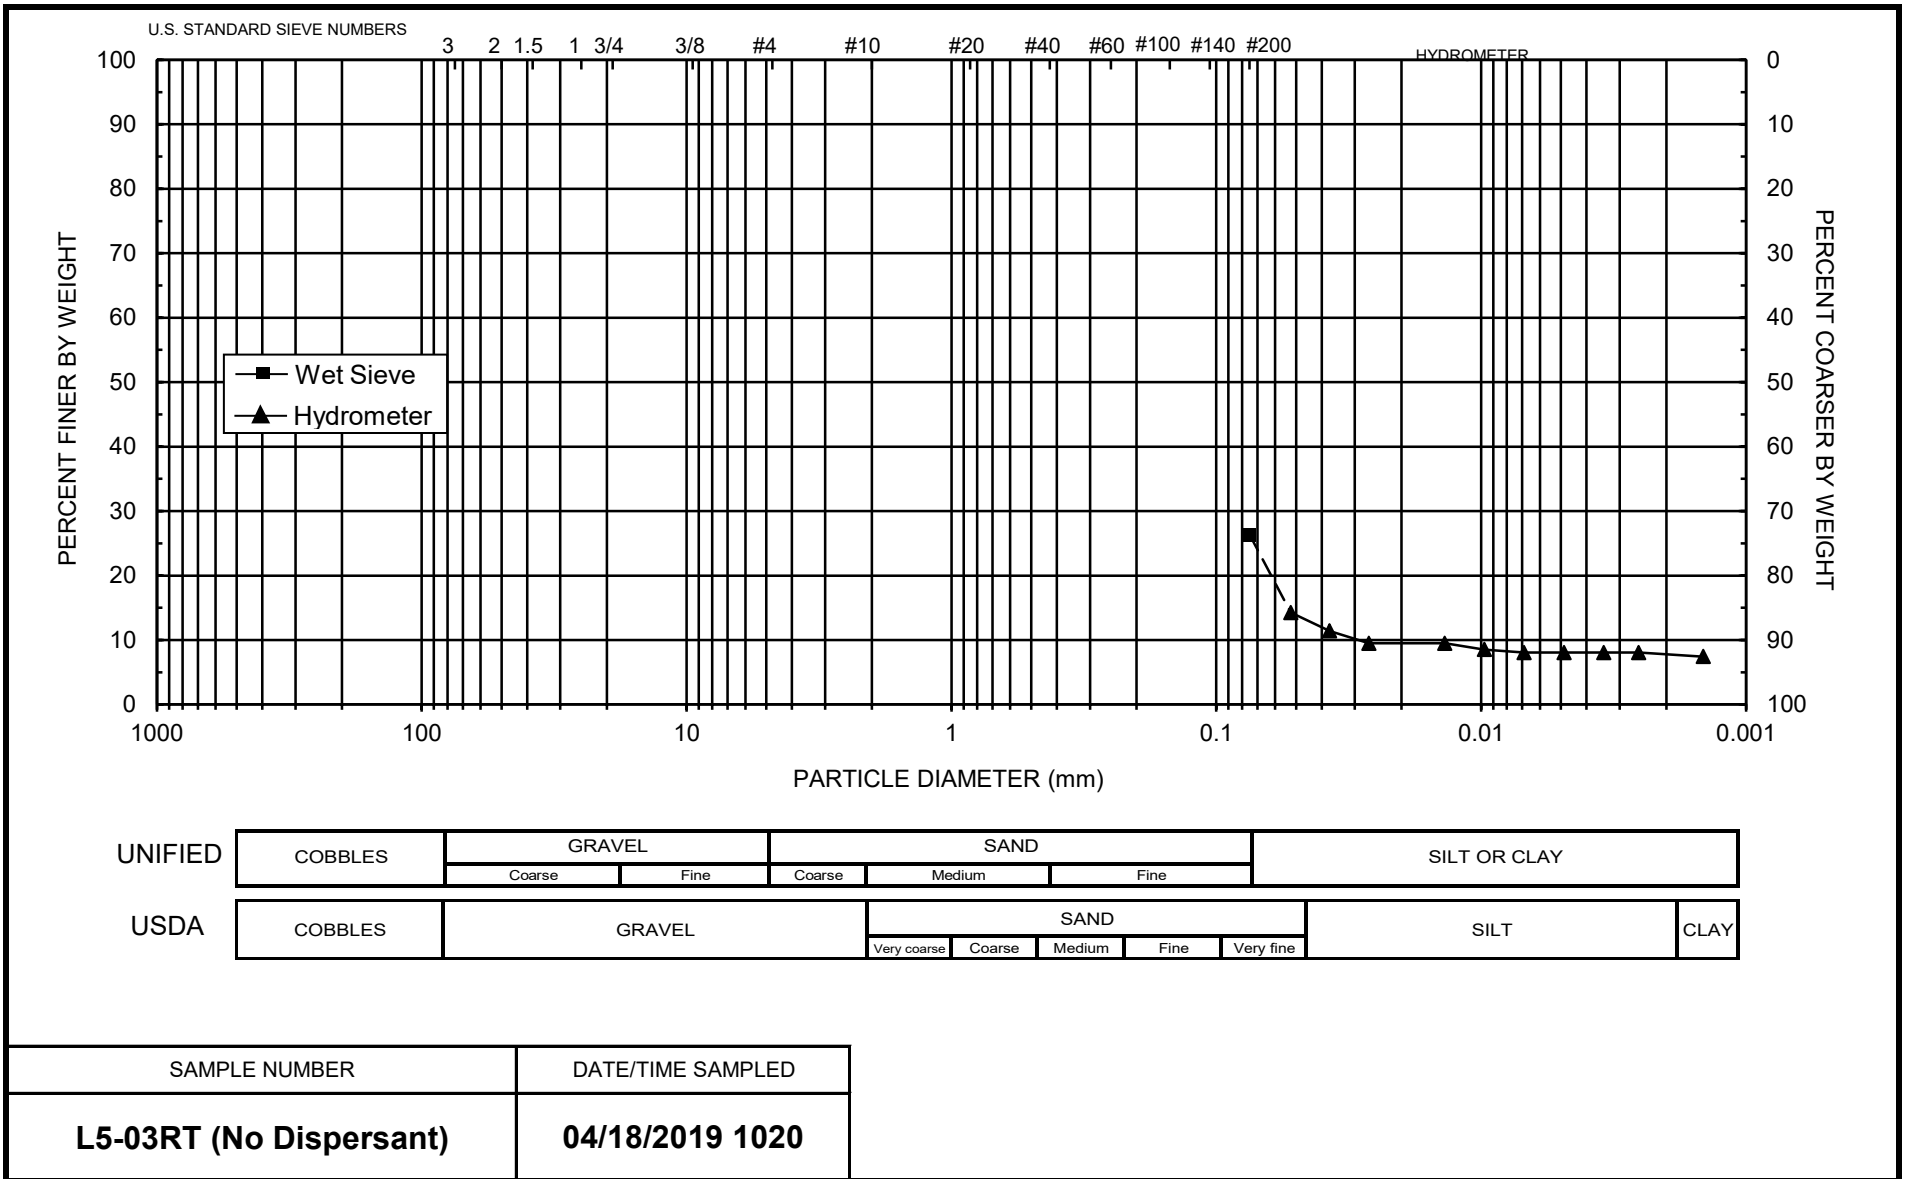 U.S. STANDARD SIEVE NUMBERS
3 2 1.5 1 3/4 3/8 #4 #10 #20 #40 #60 #100 #140 #200
HYDROMETER
100 0
90 10
80 20
70 30
60 40
50 50
40 60
30 70
20 80
10 90
0 100
PERCENT FINER BY WEIGHT
PERCENT COARSER BY WEIGHT
Wet Sieve
Hydrometer
1000 100 10 1 0.1 0.01 0.001
PARTICLE DIAMETER (mm)
UNIFIED
COBBLES
GRAVEL
Coarse Fine
SAND
Coarse Medium Fine
SILT OR CLAY
USDA
COBBLES
GRAVEL
SAND
Very coarse Coarse Medium Fine Very fine
SILT
CLAY
SAMPLE NUMBER DATE/TIME SAMPLED
L5-03RT (No Dispersant) 04/18/2019 1020